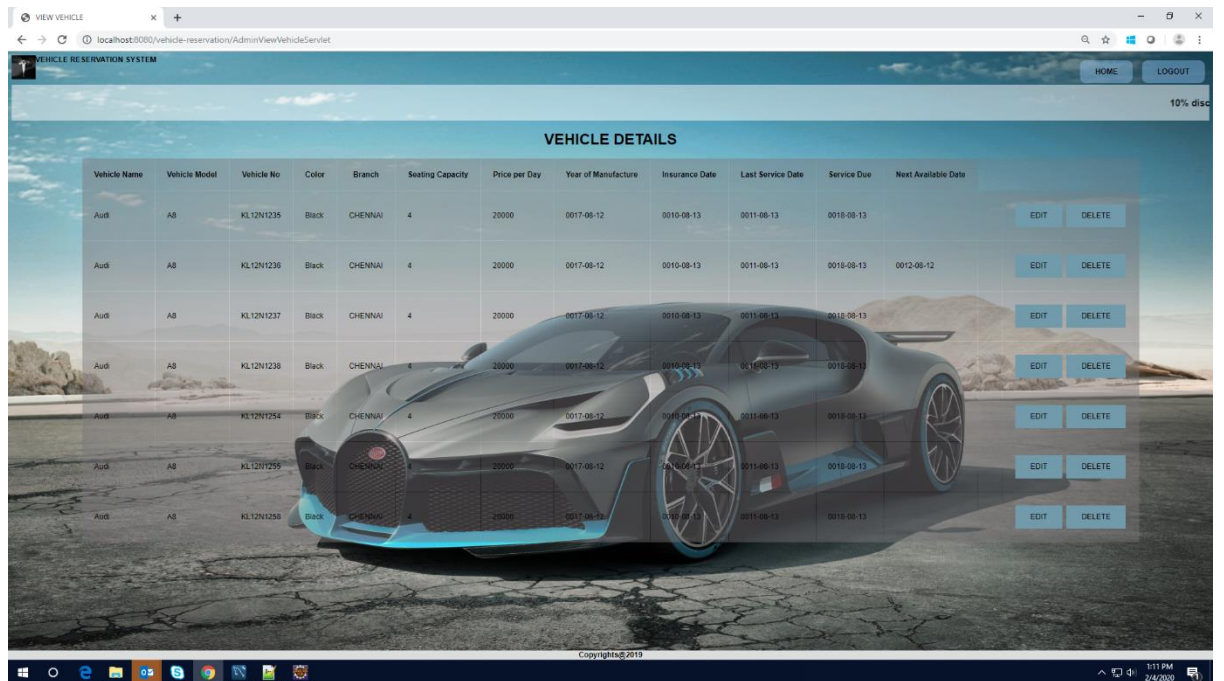 VIEW VEHICLE
localhost:8080/vehicle-reservation/AdminViewVehicleServlet
VEHICLE RESERVATION SYSTEM
HOME LOGOUT
10% disc
VEHICLE DETAILS
Vehicle Name Vehicle Model Vehicle No Color Branch Seating Capacity Price per Day Year of Manufacture Insurance Date Last Service Date Service Due Next Available Date
Audi A8 KL12N1235 Black CHENNAI 4 20000 0017-08-12 0010-08-13 0011-08-13 0018-08-13 EDIT DELETE
Audi A8 KL12N1236 Black CHENNAI 4 20000 0017-08-12 0010-08-13 0011-08-13 0018-08-13 0012-08-12 EDIT DELETE
Audi A8 KL12N1237 Black CHENNAI 4 20000 0017-08-12 0010-08-13 0011-08-13 0018-08-13 EDIT DELETE
Audi A8 KL12N1238 Black CHENNAI 4 20000 0017-08-12 0010-08-13 0011-08-13 0018-08-13 EDIT DELETE
Audi A8 KL12N1254 Black CHENNAI 4 20000 0017-08-12 0010-08-13 0011-08-13 0018-08-13 EDIT DELETE
Audi A8 KL12N1255 Black CHENNAI 4 20000 0017-08-12 0010-08-13 0011-08-13 0018-08-13 EDIT DELETE
Audi A8 KL12N1258 Black CHENNAI 4 20000 0017-08-12 0010-08-13 0011-08-13 0018-08-13 EDIT DELETE
Copyrights@2019
1:11 PM
2/4/2020